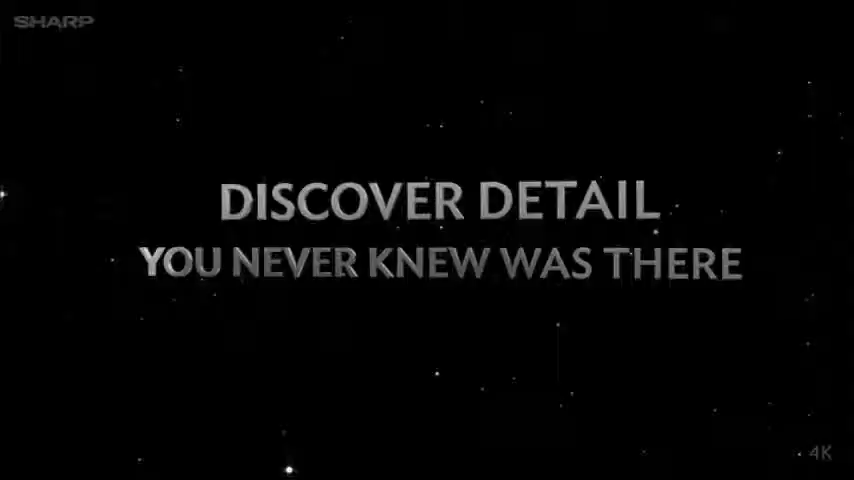 SHARP
DISCOVER DETAIL
YOU NEVER KNEW WAS THERE
4K